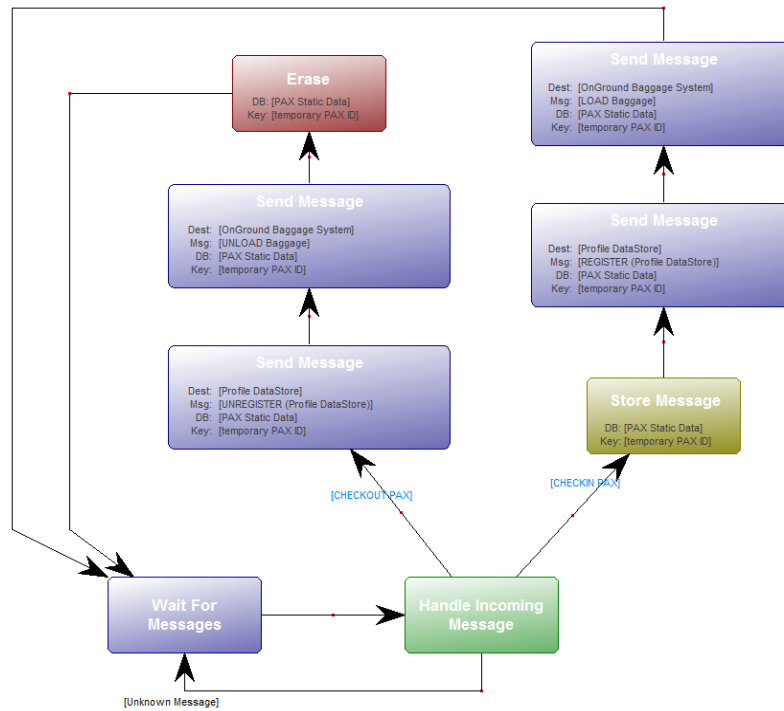 Send Message
Dest: [OnGround Baggage System]
Msg: [LOAD Baggage]
DB: [PAX Static Data]
Key: [temporary PAX ID]
Erase
DB: [PAX Static Data]
Key: [temporary PAX ID]
Send Message
Dest: [OnGround Baggage System]
Msg: [UNLOAD Baggage]
DB: [PAX Static Data]
Key: [temporary PAX ID]
Send Message
Dest: [Profile DataStore]
Msg: [REGISTER (Profile DataStore)]
DB: [PAX Static Data]
Key: [temporary PAX ID]
Send Message
Dest: [Profile DataStore]
Msg: [UNREGISTER (Profile DataStore)]
DB: [PAX Static Data]
Key: [temporary PAX ID]
Store Message
DB: [PAX Static Data]
Key: [temporary PAX ID]
[CHECKOUT PAX]
[CHECKIN PAX]
Wait For
Messages
Handle Incoming
Message
[Unknown Message]